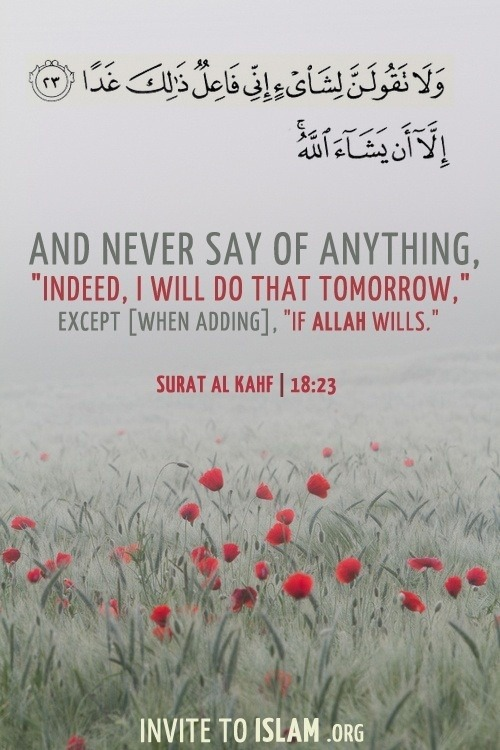 وَلَا تَقُولَنَّ لِشَا۟ىْءٍ إِنِّى فَاعِلٌ ذَٰلِكَ غَدًا ٢٣
إِلَّآ أَن يَشَآءَ ٱللَّهُ ۚ
AND NEVER SAY OF ANYTHING,
"INDEED, I WILL DO THAT TOMORROW,"
EXCEPT [WHEN ADDING], "IF ALLAH WILLS."
SURAT AL KAHF | 18:23
INVITE TO ISLAM .ORG